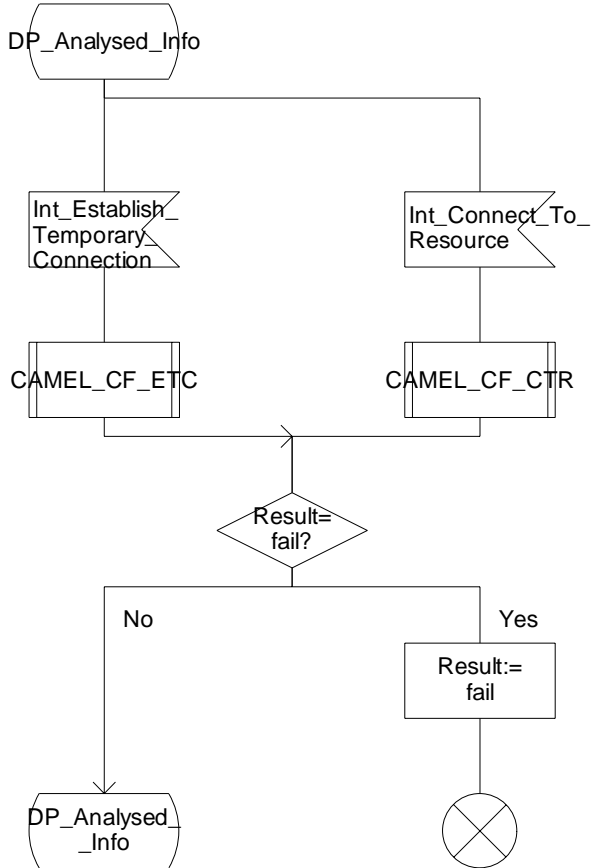 DP_Analysed_Info
Int_Establish_
Temporary_
Connection
Int_Connect_To_
Resource
CAMEL_CF_ETC
CAMEL_CF_CTR
Result=
fail?
No
Yes
Result:=
fail
DP_Analysed_
_Info